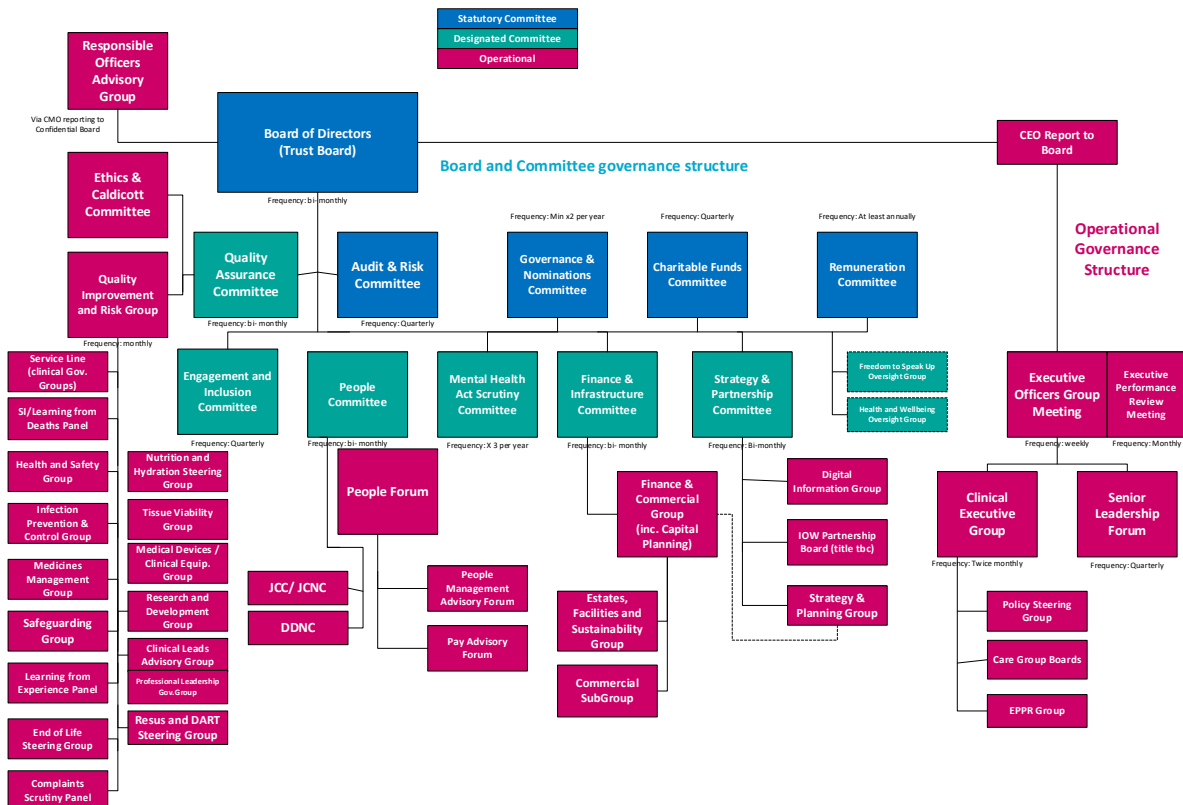 Statutory Committee
Designated Committee
Operational
Responsible
Officers
Advisory
Group
Via CMO reporting to
Confidential Board
Board of Directors
(Trust Board)
Frequency: bi- monthly
CEO Report to
Board
Board and Committee governance structure
Operational
Governance
Structure
Ethics &
Caldicott
Committee
Quality
Improvement
and Risk Group
Frequency: monthly
Quality
Assurance
Committee
Frequency: bi- monthly
Audit & Risk
Committee
Frequency: Quarterly
Frequency: Min x2 per year
Governance &
Nominations
Committee
Frequency: Quarterly
Charitable Funds
Committee
Frequency: At least annually
Remuneration
Committee
Engagement and
Inclusion
Committee
Frequency: Quarterly
People
Committee
Frequency: bi- monthly
Mental Health
Act Scrutiny
Committee
Frequency: X 3 per year
Finance &
Infrastructure
Committee
Frequency: bi- monthly
Strategy &
Partnership
Committee
Frequency: Bi-monthly
Freedom to Speak Up
Oversight Group
Health and Wellbeing
Oversight Group
Executive
Officers Group
Meeting
Frequency: weekly
Executive
Performance
Review
Meeting
Frequency: Monthly
Service Line
(clinical Gov.
Groups)
SI/Learning from
Deaths Panel
Health and Safety
Group
Infection
Prevention &
Control Group
Medicines
Management
Group
Safeguarding
Group
Learning from
Experience Panel
End of Life
Steering Group
Complaints
Scrutiny Panel
Nutrition and
Hydration Steering
Group
Tissue Viability
Group
Medical Devices /
Clinical Equip.
Group
Research and
Development
Group
Clinical Leads
Advisory Group
Professional Leadership
Gov.Group
Resus and DART
Steering Group
People Forum
JCC/ JCNC
DDNC
People
Management
Advisory Forum
Pay Advisory
Forum
Finance &
Commercial
Group
(inc. Capital
Planning)
Estates,
Facilities and
Sustainability
Group
Commercial
SubGroup
Digital
Information Group
IOW Partnership
Board (title tbc)
Strategy &
Planning Group
Clinical
Executive
Group
Frequency: Twice monthly
Senior
Leadership
Forum
Frequency: Quarterly
Policy Steering
Group
Care Group Boards
EPPR Group